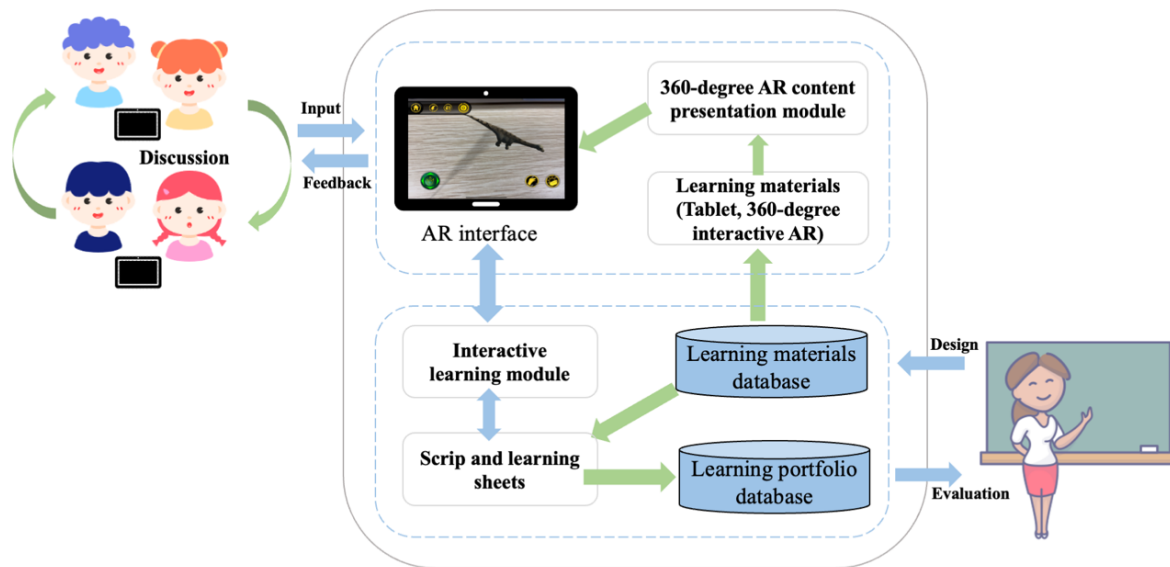 Discussion
Input
Feedback
AR interface
360-degree AR content
presentation module
Learning materials
(Tablet, 360-degree
interactive AR)
Interactive
learning module
Scrip and learning
sheets
Learning materials
database
Learning portfolio
database
Design
Evaluation